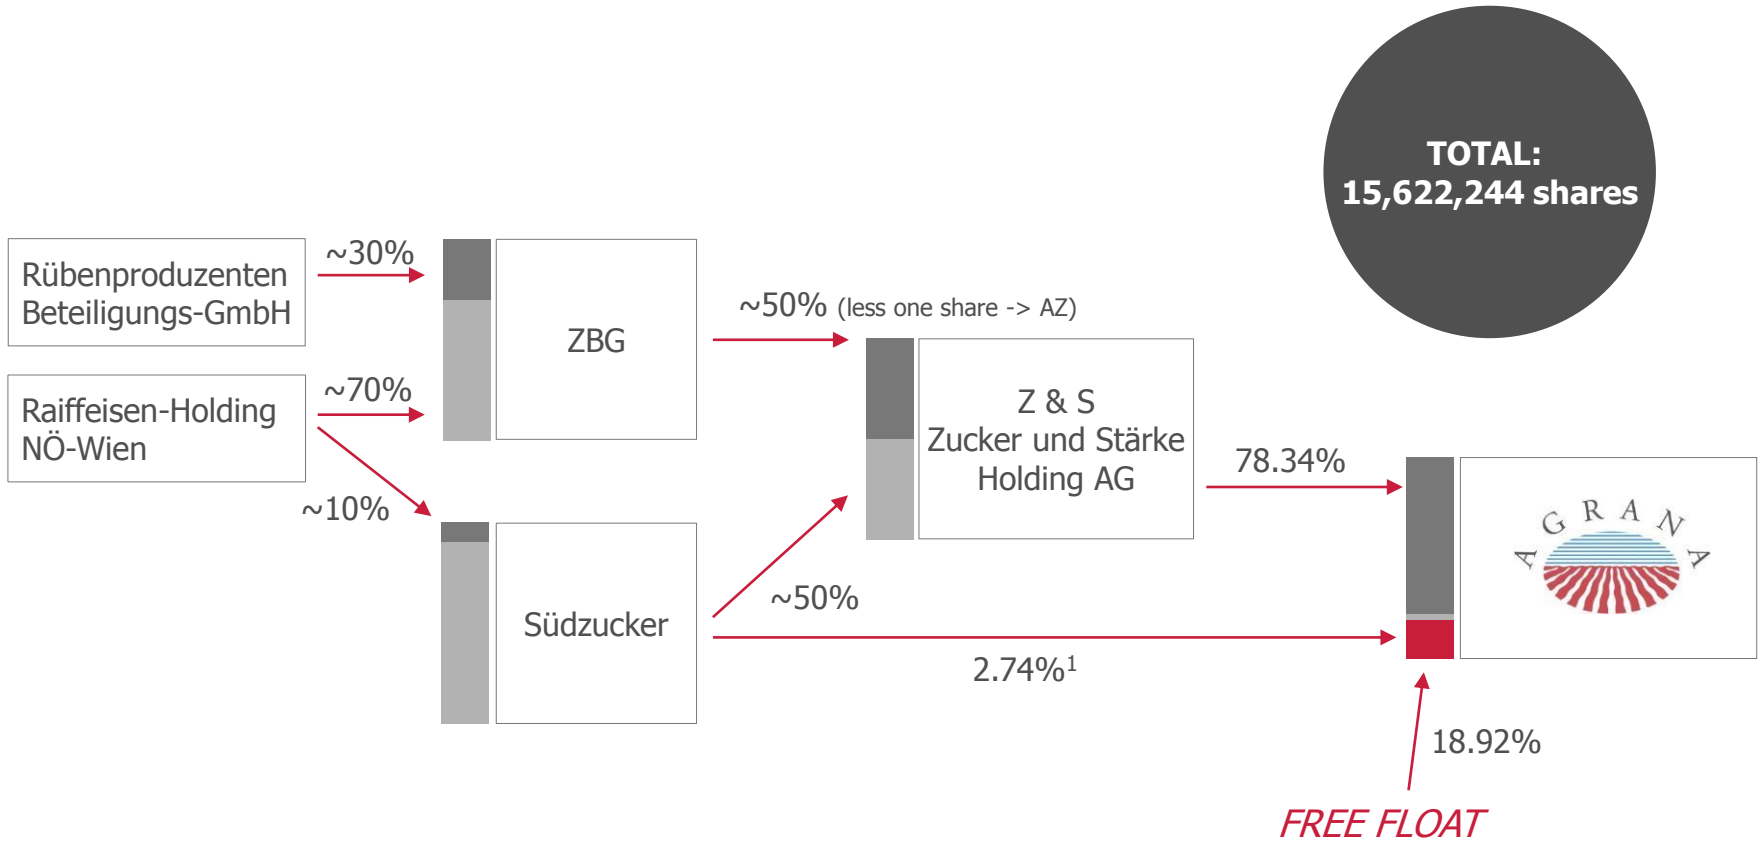 TOTAL:
15,622,244 shares
Rübenproduzenten
Beteiligungs-GmbH
~30%
Raiffeisen-Holding
NÖ-Wien
~70%
~10%
ZBG
~50% (less one share -> AZ)
Südzucker
~50%
2.74%¹
Z & S
Zucker und Stärke
Holding AG
78.34%
AGRANA
18.92%
FREE FLOAT